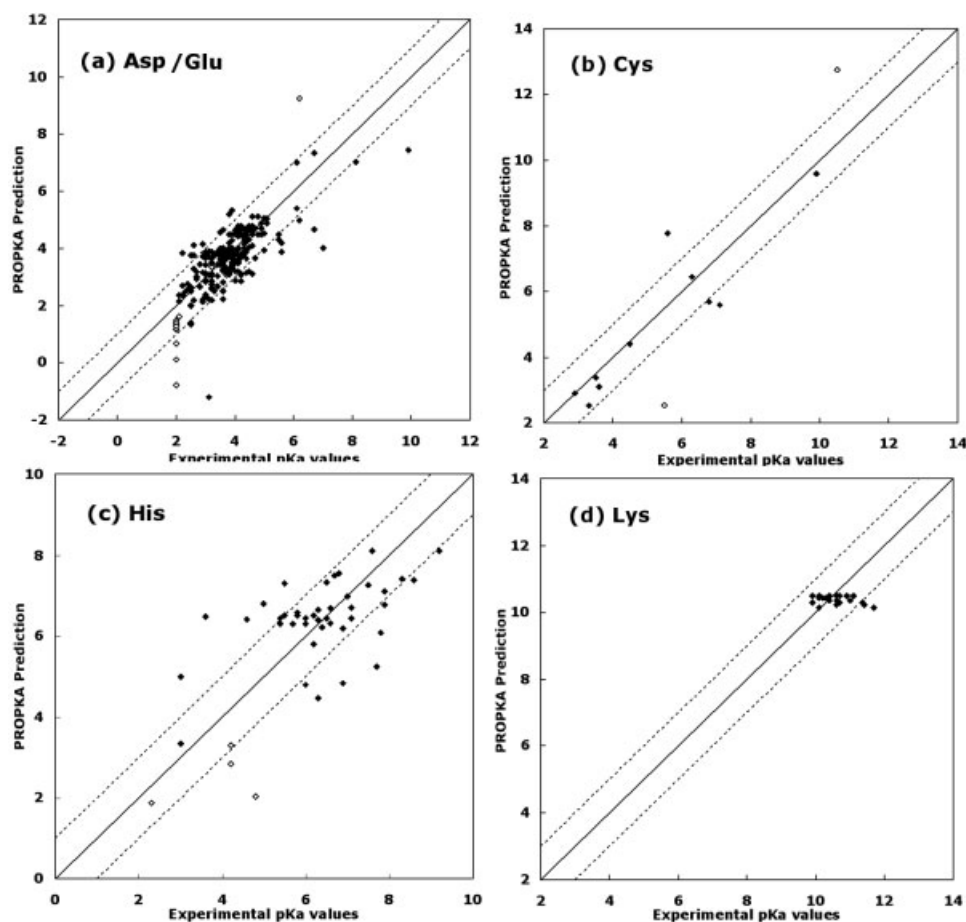 (a) Asp /Glu
PROPKA Prediction
12
10
8
6
4
2
0
-2
-2 0 2 4 6 8 10 12
Experimental pKa values
(b) Cys
PROPKA Prediction
14
12
10
8
6
4
2
2 4 6 8 10 12 14
Experimental pKa values
(c) His
PROPKA Prediction
10
8
6
4
2
0
0 2 4 6 8 10
Experimental pKa values
(d) Lys
PROPKA Prediction
14
12
10
8
6
4
2
2 4 6 8 10 12 14
Experimental pKa values